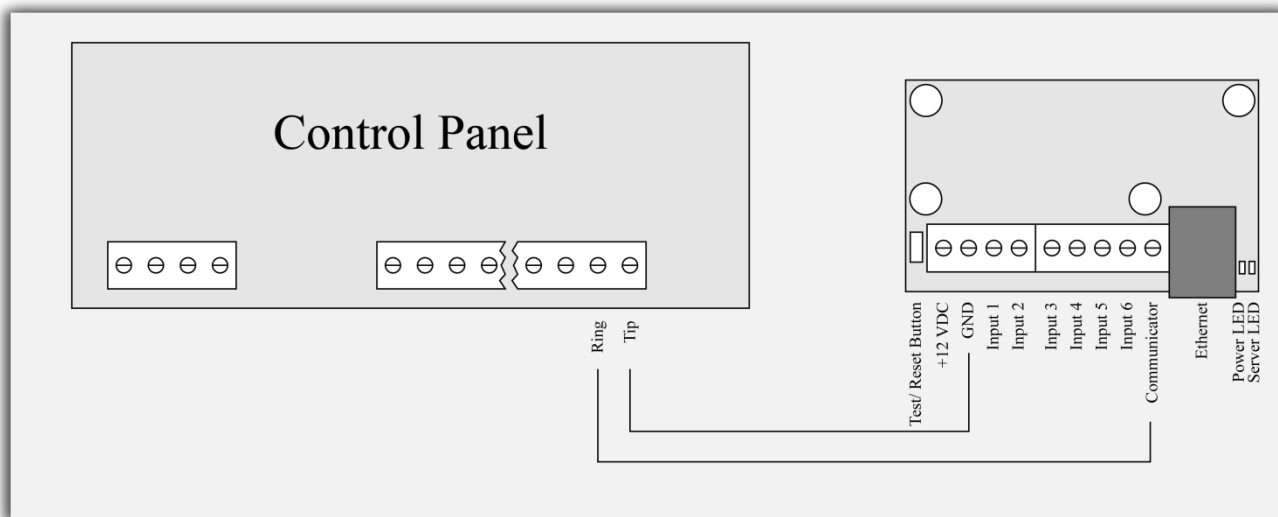 Control Panel
Ring
Tip
Test/ Reset Button
+12 VDC
GND
Input 1
Input 2
Input 3
Input 4
Input 5
Input 6
Communicator
Ethernet
Power LED
Server LED